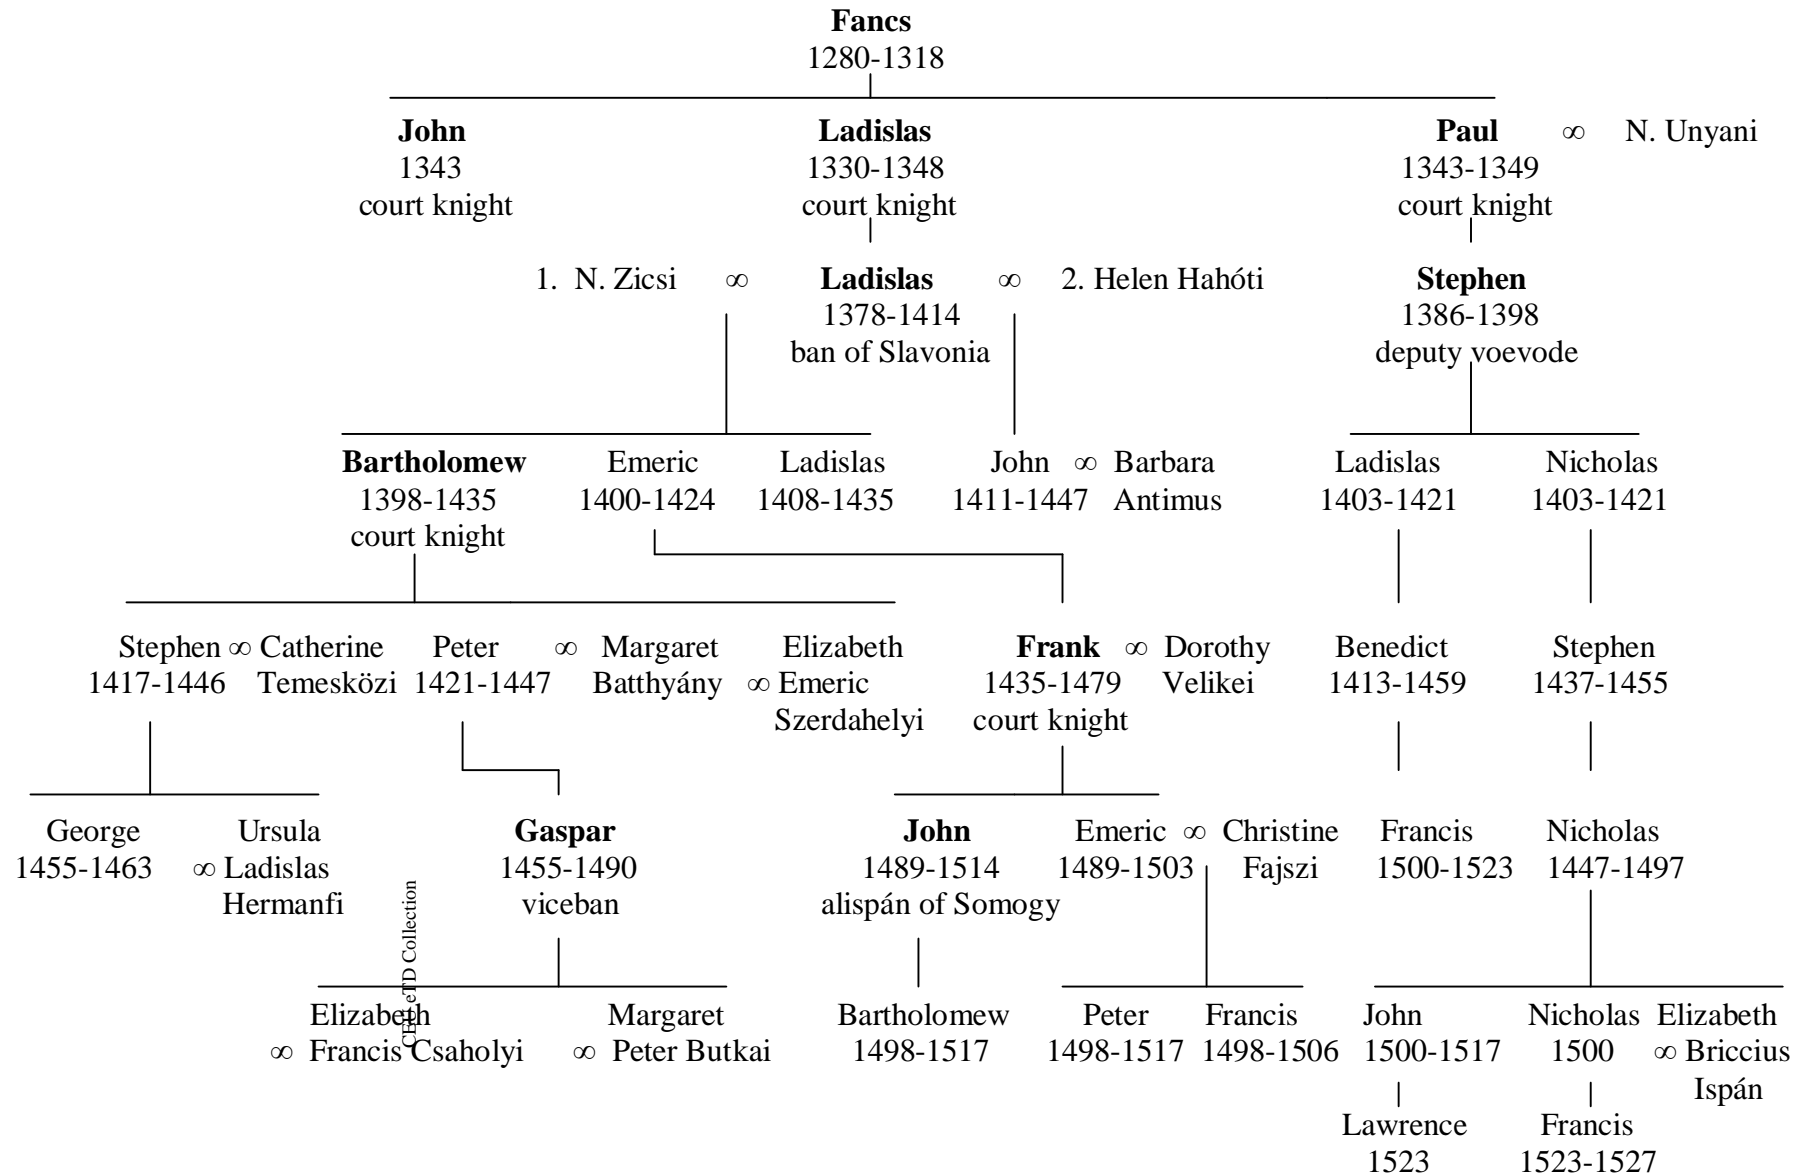 Fancs
1280-1318
John Ladislas Paul ∞ N. Unyani
1343 1330-1348 1343-1349
court knight court knight court knight
1. N. Zicsi ∞ Ladislas ∞ 2. Helen Hahóti Stephen
1378-1414 1386-1398
ban of Slavonia deputy voevode
Bartholomew Emeric Ladislas John ∞ Barbara Ladislas Nicholas
1398-1435 1400-1424 1408-1435 1411-1447 Antimus 1403-1421 1403-1421
court knight
Stephen ∞ Catherine Peter ∞ Margaret Elizabeth Frank ∞ Dorothy Benedict Stephen
1417-1446 Temesközi 1421-1447 Batthyány ∞ Emeric 1435-1479 Velikei 1413-1459 1437-1455
Szerdahelyi court knight
George Ursula Gaspar John Emeric ∞ Christine Francis Nicholas
1455-1463 ∞ Ladislas 1455-1490 1489-1514 1489-1503 Fajszi 1500-1523 1447-1497
Hermanfi viceban alispán of Somogy
Elizabeth Margaret Bartholomew Peter Francis John Nicholas Elizabeth
∞ Francis Csaholyi ∞ Peter Butkai 1498-1517 1498-1517 1498-1506 1500-1517 1500 ∞ Briccius
Ispán
Lawrence Francis
1523 1523-1527
CEU eTD Collection